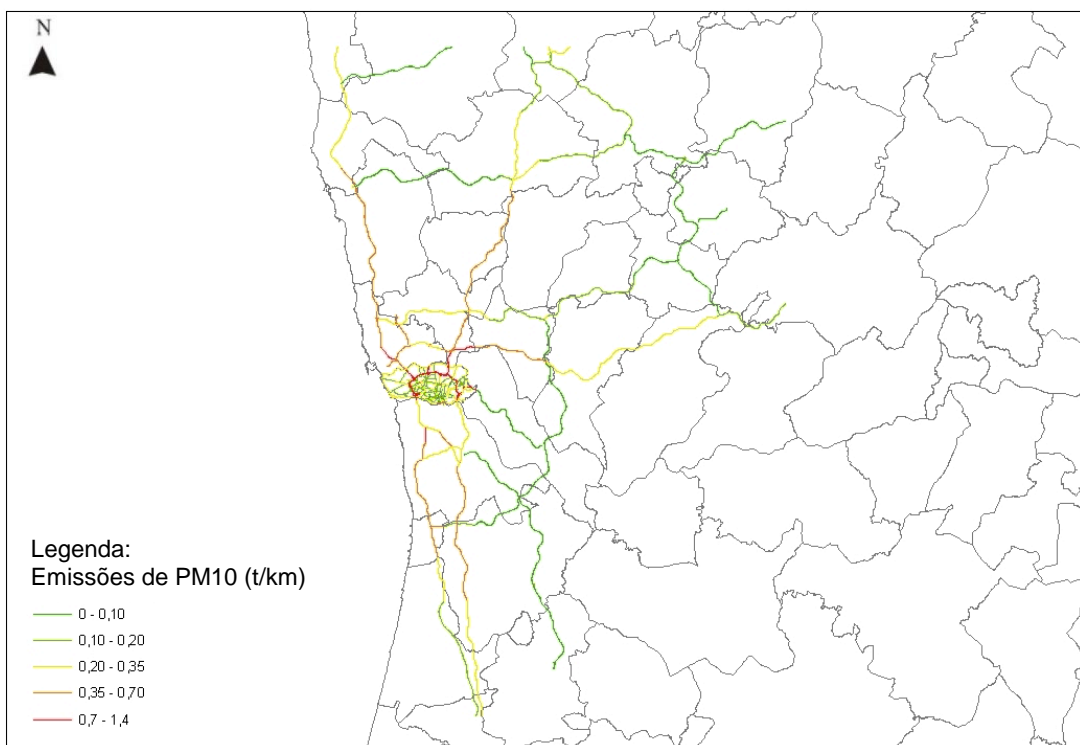 N
Legenda:
Emissões de PM10 (t/km)
0 - 0,10
0,10 - 0,20
0,20 - 0,35
0,35 - 0,70
0,7 - 1,4